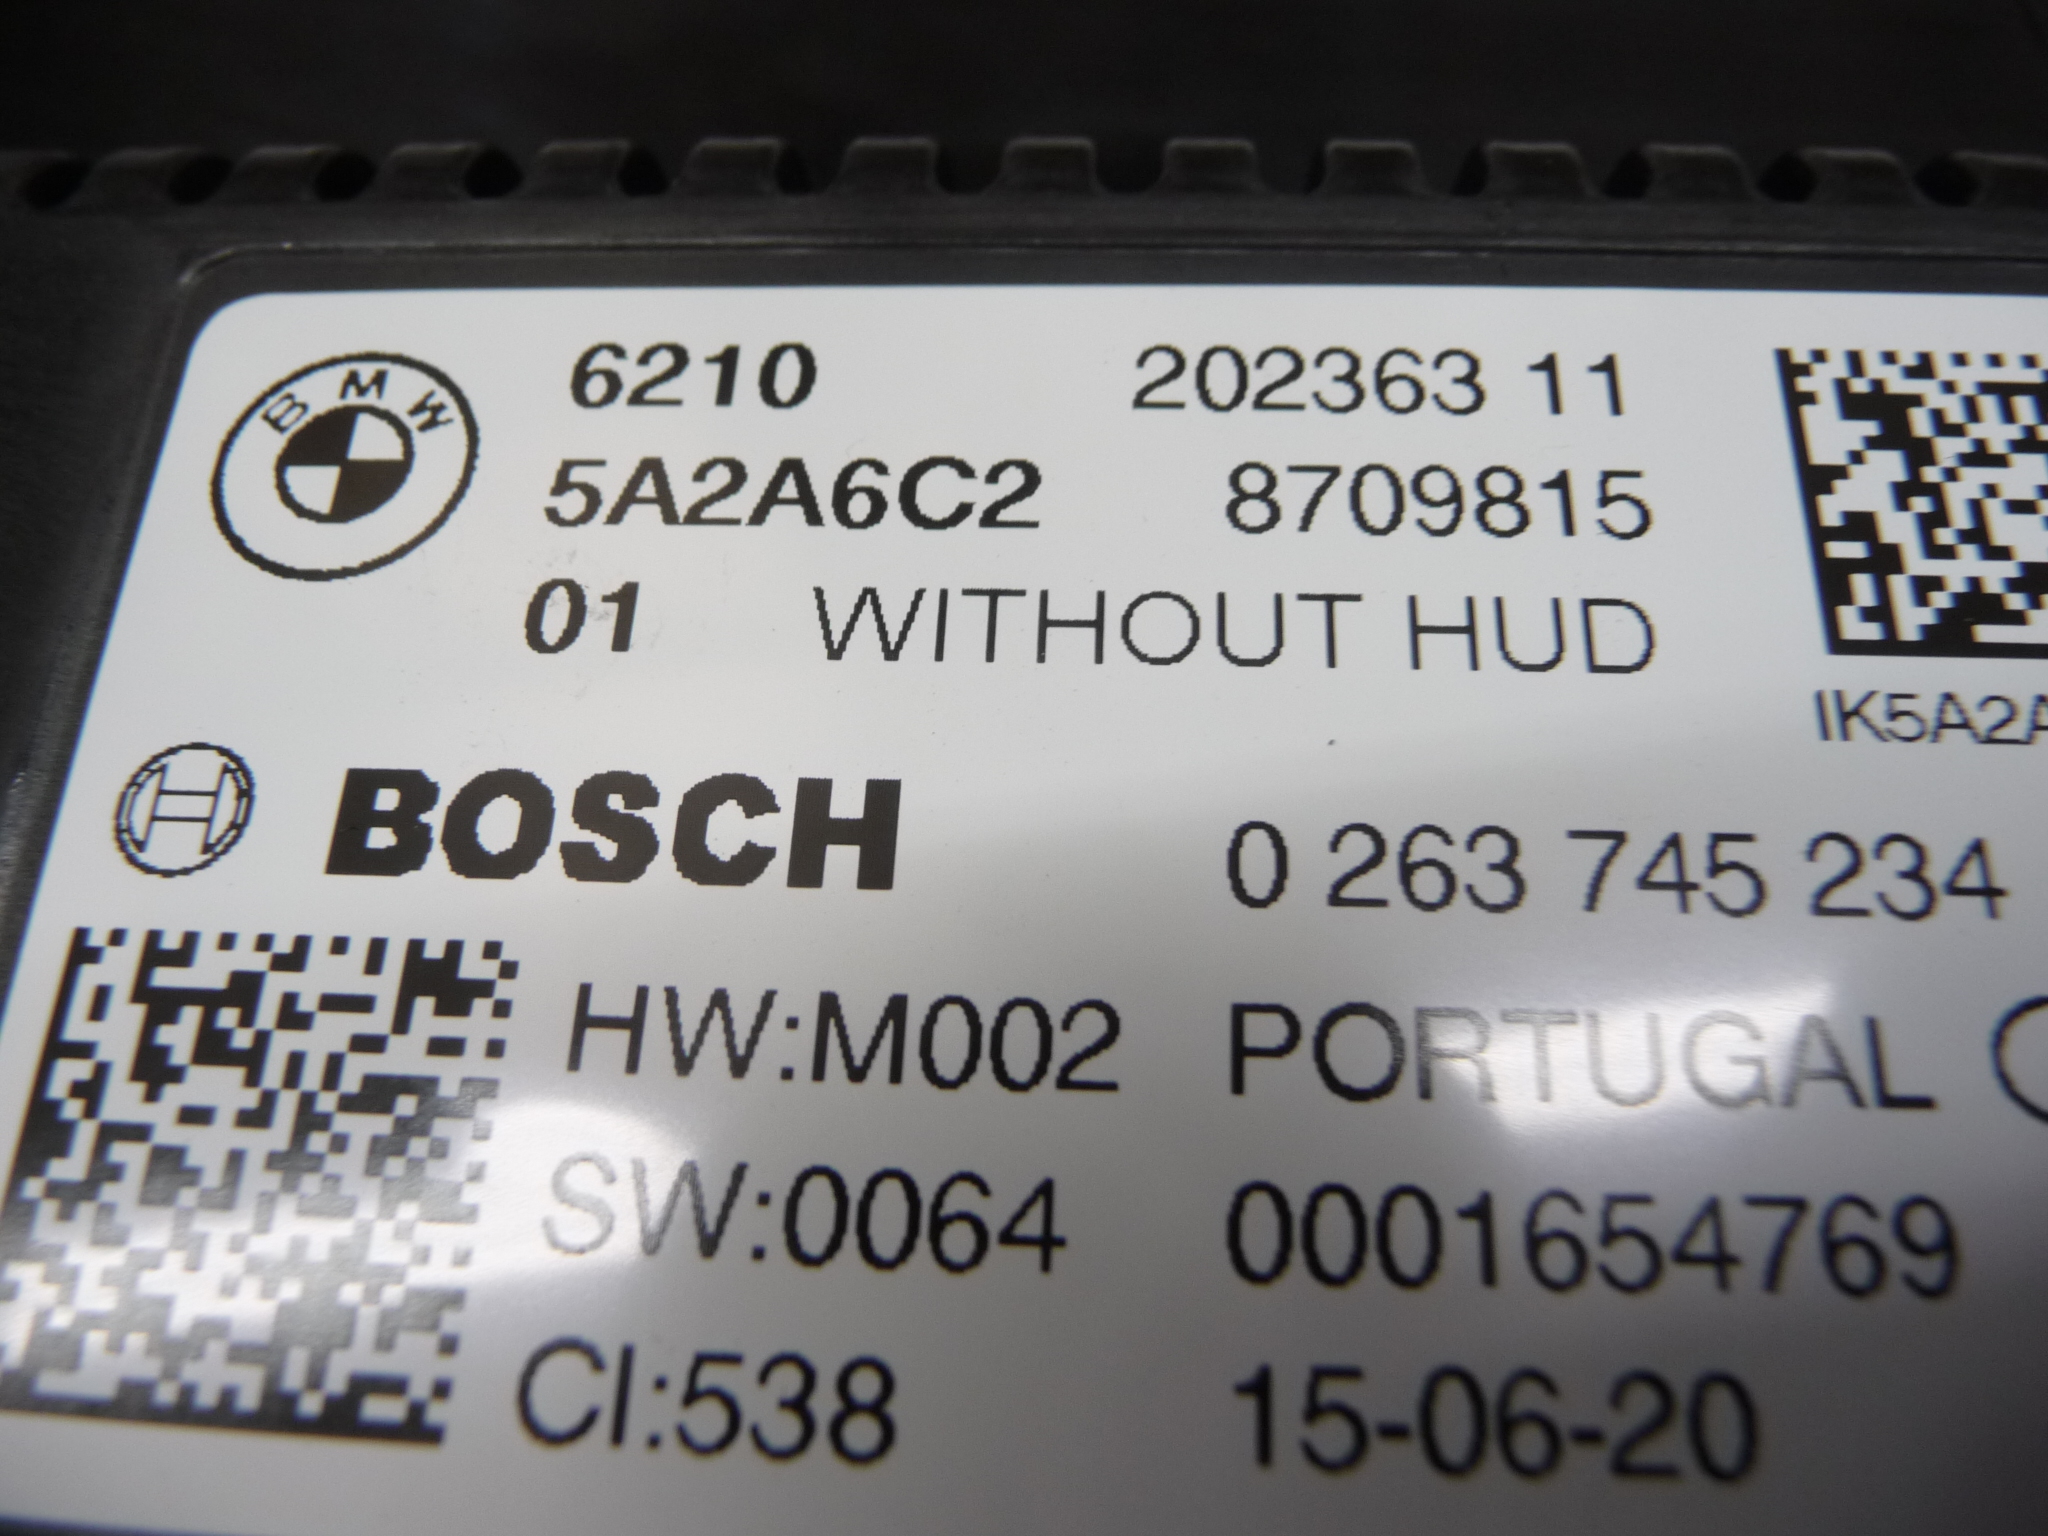 BMW
6210 202363 11
5A2A6C2 8709815
01 WITHOUT HUD
IK5A2A
BOSCH 0 263 745 234
HW:M002 PORTUGAL
SW:0064 0001654769
CI:538 15-06-20